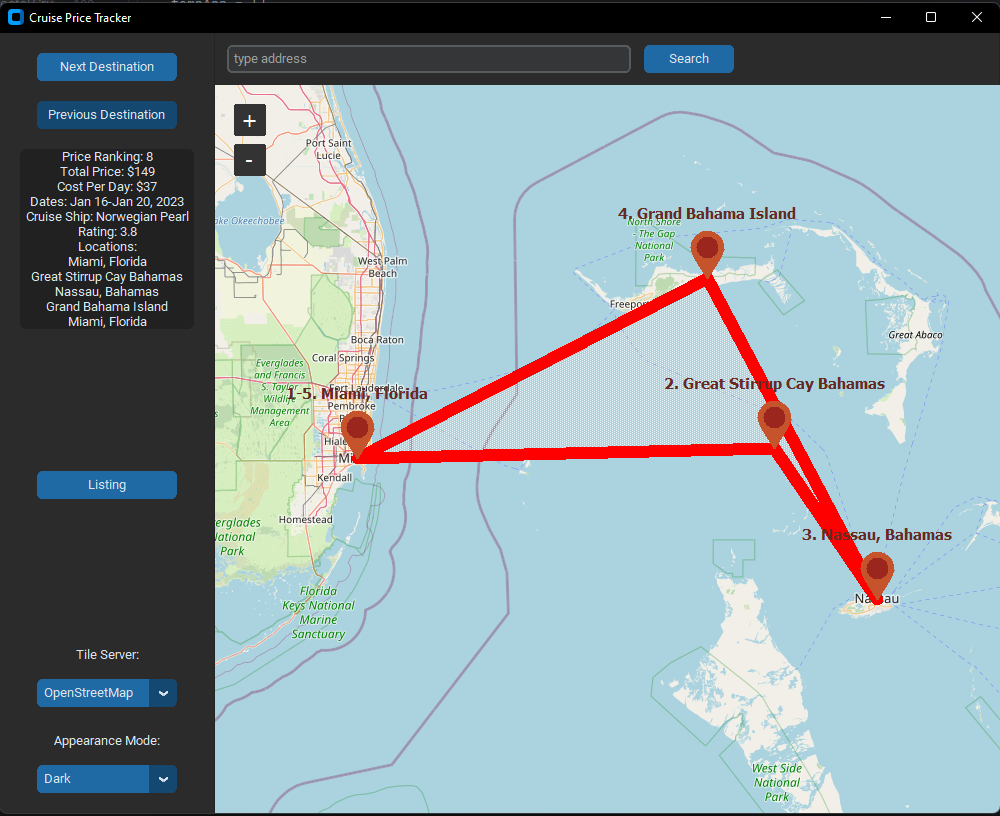 Cruise Price Tracker
Next Destination
Previous Destination
Price Ranking: 8
Total Price: $149
Cost Per Day: $37
Dates: Jan 16-Jan 20, 2023
Cruise Ship: Norwegian Pearl
Rating: 3.8
Locations:
Miami, Florida
Great Stirrup Cay Bahamas
Nassau, Bahamas
Grand Bahama Island
Miami, Florida
Listing
Tile Server:
OpenStreetMap
Appearance Mode:
Dark
type address
Search
+
-
Port Saint
Lucie
Lake Okeechobee
West Palm
Beach
Boca Raton
Coral Springs
Everglades
and Francis
S. Taylor
Wildlife
Management
Area
Fort Lauderdale
1-5. Miami, Florida
Pembroke
Hiale
Mi
Kendall
Homestead
Everglades
National
Park
Florida
Keys National
Marine
Sanctuary
4. Grand Bahama Island
North Shore
- The Gap
National
Park
Freeport
Great Abaco
2. Great Stirrup Cay Bahamas
3. Nassau, Bahamas
Nassau
West Side
National
Park